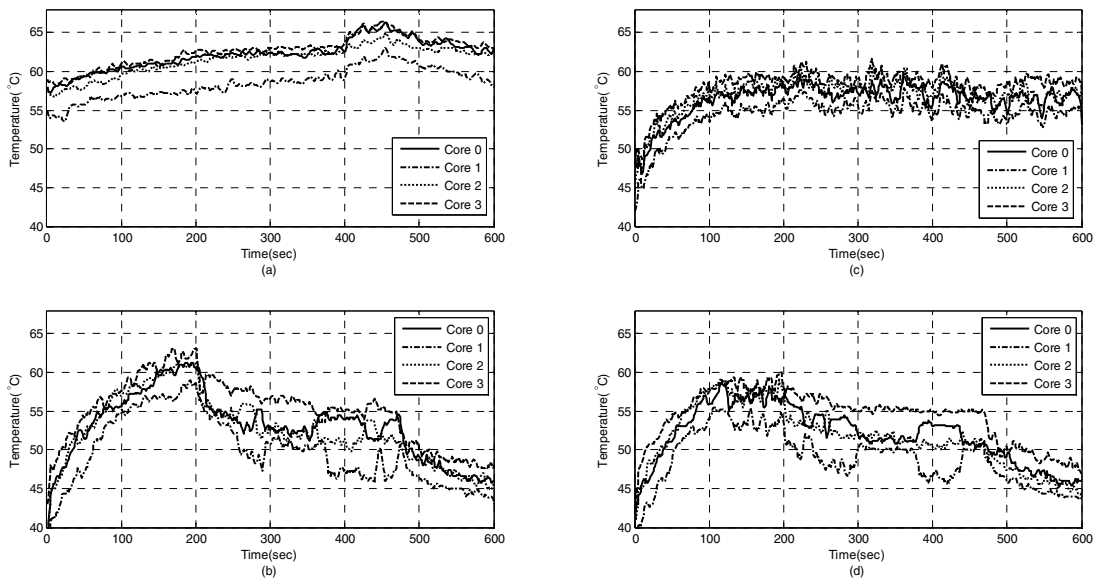 65
60
55
50
45
40
Temperature( °C)
Core 0
Core 1
Core 2
Core 3
0 100 200 300 400 500 600
Time(sec)
(a)
65
60
55
50
45
40
Temperature( °C)
Core 0
Core 1
Core 2
Core 3
0 100 200 300 400 500 600
Time(sec)
(c)
65
60
55
50
45
40
Temperature( °C)
Core 0
Core 1
Core 2
Core 3
0 100 200 300 400 500 600
Time(sec)
(b)
65
60
55
50
45
40
Temperature( °C)
Core 0
Core 1
Core 2
Core 3
0 100 200 300 400 500 600
Time(sec)
(d)